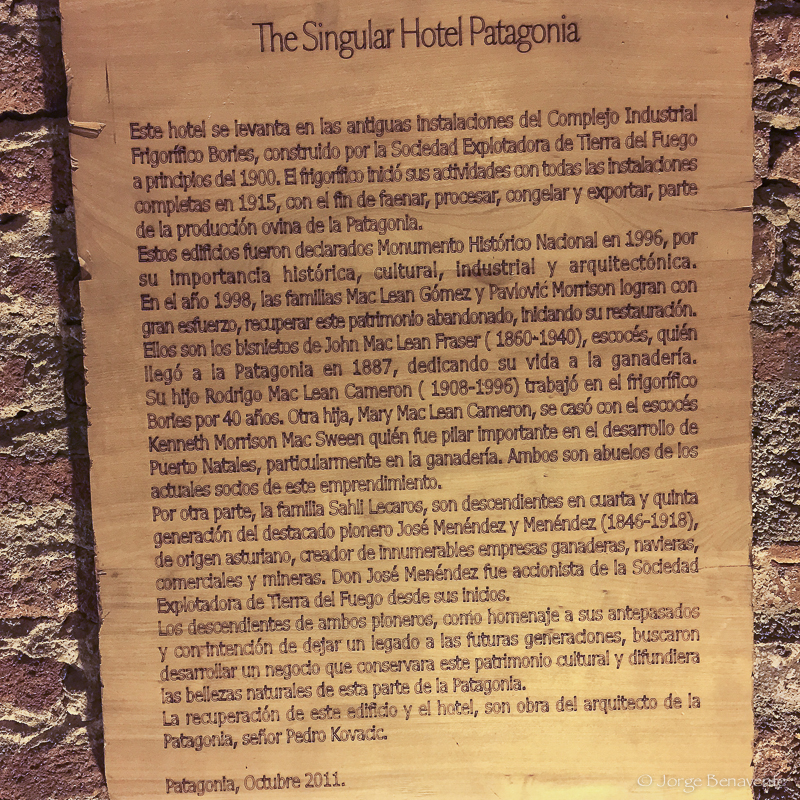 The Singular Hotel Patagonia
Este hotel se levanta en las antiguas instalaciones del Complejo Industrial
Frigorífico Bories, construido por la Sociedad Explotadora de Tierra del Fuego
a principios del 1900. El frigorífico inició sus actividades con todas las instalaciones
completas en 1915, con el fin de faenar, procesar, congelar y exportar, parte
de la producción ovina de la Patagonia.
Estos edificios fueron declarados Monumento Histórico Nacional en 1996, por
su importancia histórica, cultural, industrial y arquitectónica.
En el año 1998, las familias Mac Lean Gómez y Pavlovic Morrison logran con
gran esfuerzo, recuperar este patrimonio abandonado, iniciando su restauración.
Ellos son los bisnietos de John Mac Lean Fraser ( 1860-1940), escocés, quién
llegó a la Patagonia en 1887, dedicando su vida a la ganadería.
Su hijo Rodrigo Mac Lean Cameron ( 1908-1996) trabajó en el frigorífico
Bories por 40 años. Otra hija, Mary Mac Lean Cameron, se casó con el escocés
Kenneth Morrison Mac Sween quién fue pilar importante en el desarrollo de
Puerto Natales, particularmente en la ganadería. Ambos son abuelos de los
actuales socios de este emprendimiento.
Por otra parte, la familia Sahli Lecaros, son descendientes en cuarta y quinta
generación del destacado pionero José Menéndez y Menéndez (1846-1918),
de origen asturiano, creador de innumerables empresas ganaderas, navieras,
comerciales y mineras. Don José Menéndez fue accionista de la Sociedad
Explotadora de Tierra del Fuego desde sus inicios.
Los descendientes de ambos pioneros, como homenaje a sus antepasados
y con intención de dejar un legado a las futuras generaciones, buscaron
desarrollar un negocio que conservara este patrimonio cultural y difundiera
las bellezas naturales de esta parte de la Patagonia.
La recuperación de este edificio y el hotel, son obra del arquitecto de la
Patagonia, señor Pedro Kovacic.
Patagonia, Octubre 2011.
© Jorge Benavente